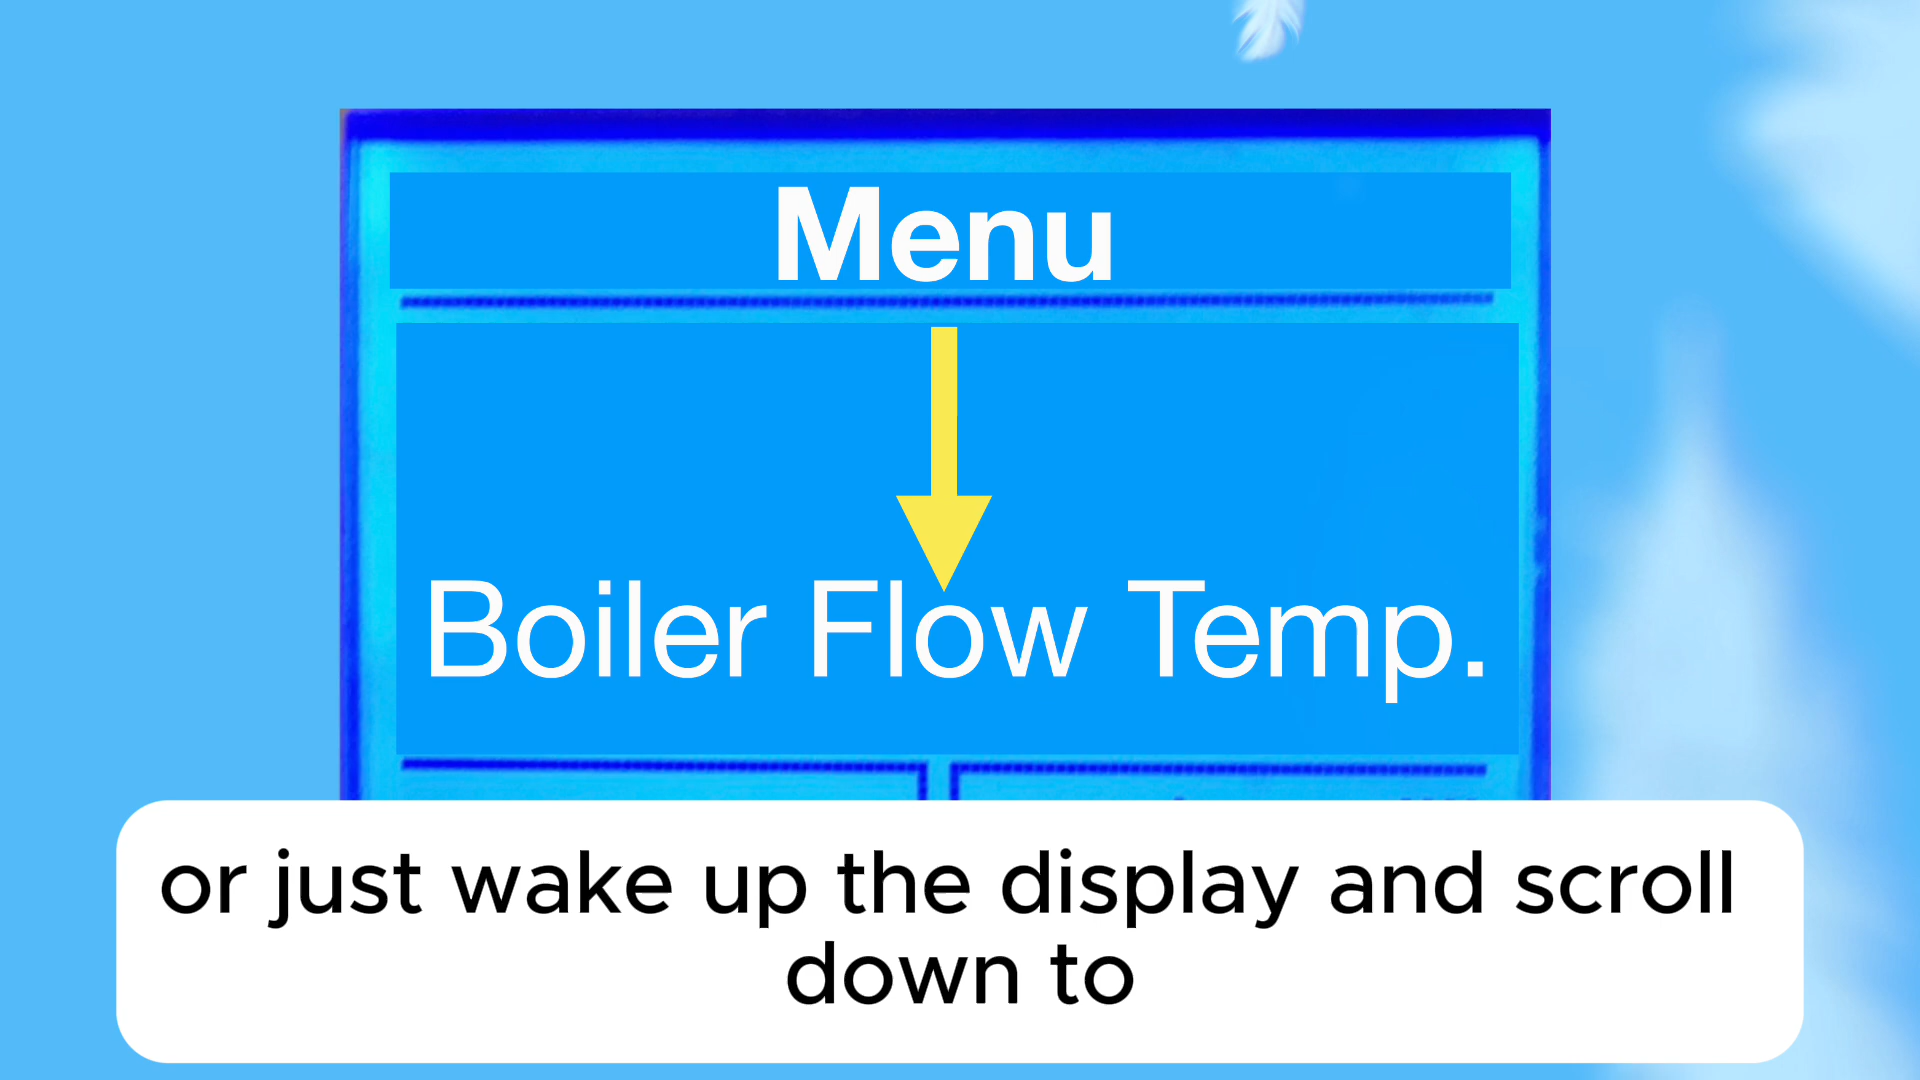 Menu
Boiler Flow Temp.
or just wake up the display and scroll
down to